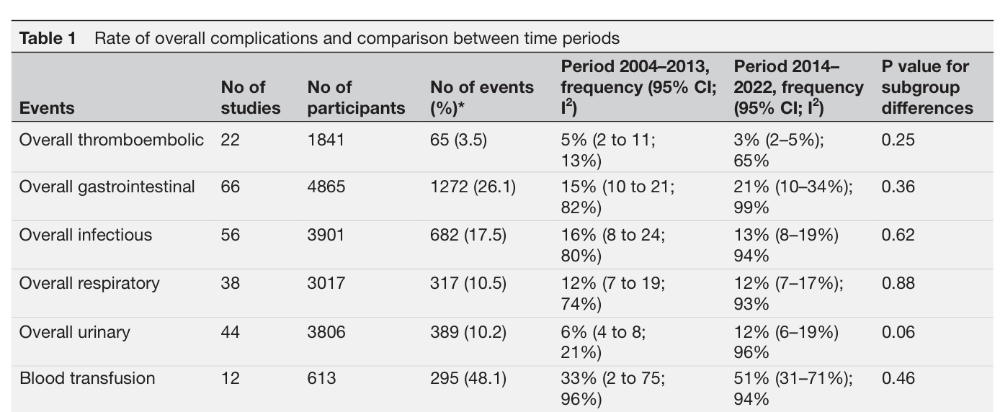 Table 1 Rate of overall complications and comparison between time periods
Events No of studies No of participants No of events (%)* Period 2004–2013, frequency (95% CI; I²) Period 2014–2022, frequency (95% CI; I²) P value for subgroup differences
Overall thromboembolic 22 1841 65 (3.5) 5% (2 to 11; 13%) 3% (2–5%); 65% 0.25
Overall gastrointestinal 66 4865 1272 (26.1) 15% (10 to 21; 82%) 21% (10–34%); 99% 0.36
Overall infectious 56 3901 682 (17.5) 16% (8 to 24; 80%) 13% (8–19%) 94% 0.62
Overall respiratory 38 3017 317 (10.5) 12% (7 to 19; 74%) 12% (7–17%); 93% 0.88
Overall urinary 44 3806 389 (10.2) 6% (4 to 8; 21%) 12% (6–19%) 96% 0.06
Blood transfusion 12 613 295 (48.1) 33% (2 to 75; 96%) 51% (31–71%); 94% 0.46